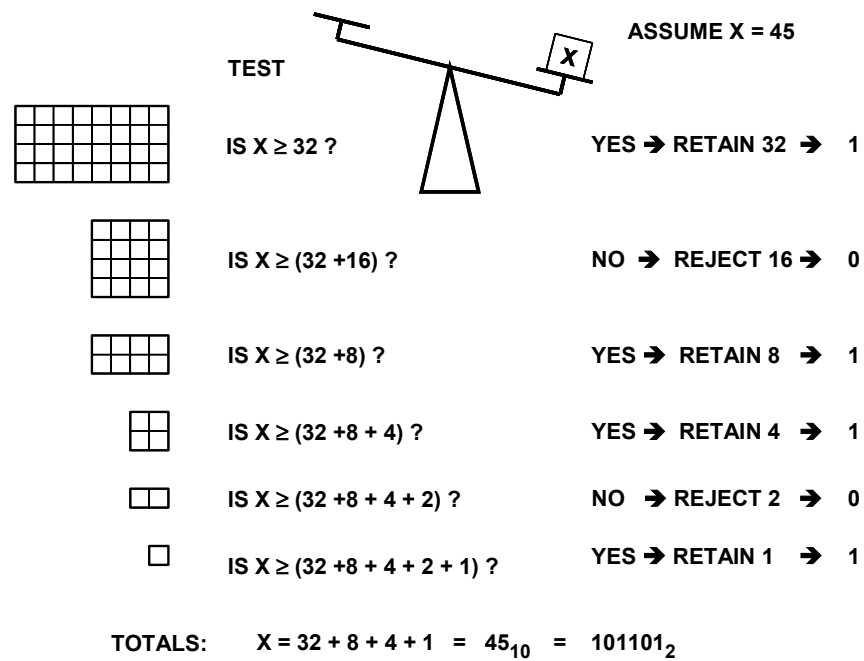 ASSUME X = 45
X
TEST
IS X ≥ 32 ? YES ➔ RETAIN 32 ➔ 1
IS X ≥ (32 +16) ? NO ➔ REJECT 16 ➔ 0
IS X ≥ (32 +8) ? YES ➔ RETAIN 8 ➔ 1
IS X ≥ (32 +8 + 4) ? YES ➔ RETAIN 4 ➔ 1
IS X ≥ (32 +8 + 4 + 2) ? NO ➔ REJECT 2 ➔ 0
IS X ≥ (32 +8 + 4 + 2 + 1) ? YES ➔ RETAIN 1 ➔ 1
TOTALS: X = 32 + 8 + 4 + 1 = 45₁₀ = 101101₂